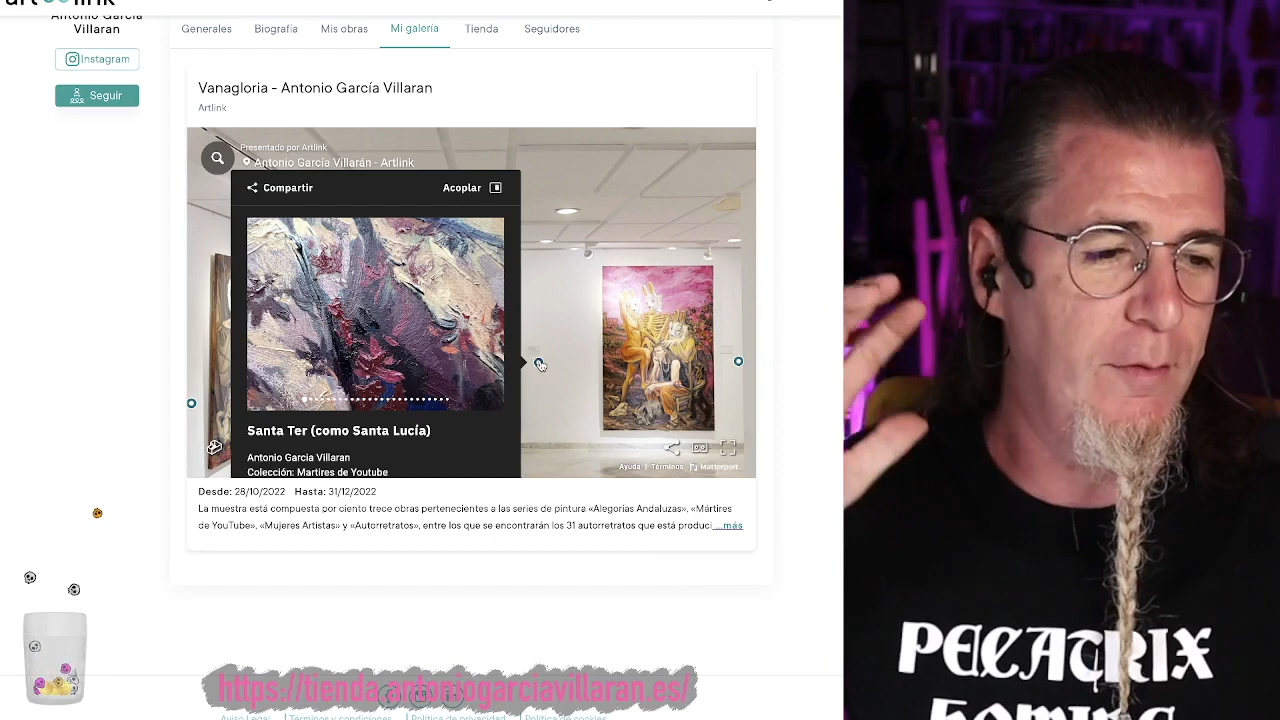 Antonio García
Villaran
Instagram
Seguir
Generales Biografía Mis obras Mi galería Tienda Seguidores
Vanagloria - Antonio García Villaran
Artlink
Presentado por Artlink
Antonio García Villarán - Artlink
Compartir Acoplar
Santa Ter (como Santa Lucía)
Antonio Garcia Villaran
Colección: Martires de Youtube
Ayuda | Términos Matterport
Desde: 28/10/2022 Hasta: 31/12/2022
La muestra está compuesta por ciento trece obras pertenecientes a las series de pintura «Alegorías Andaluzas», «Mártires
de YouTube», «Mujeres Artistas» y «Autorretratos», entre los que se encontrarán los 31 autorretratos que está produci ...más
https://tienda.antoniogarciavillaran.es/
Aviso Legal | Términos y condiciones | Política de privacidad | Política de cookies
PECATRIX